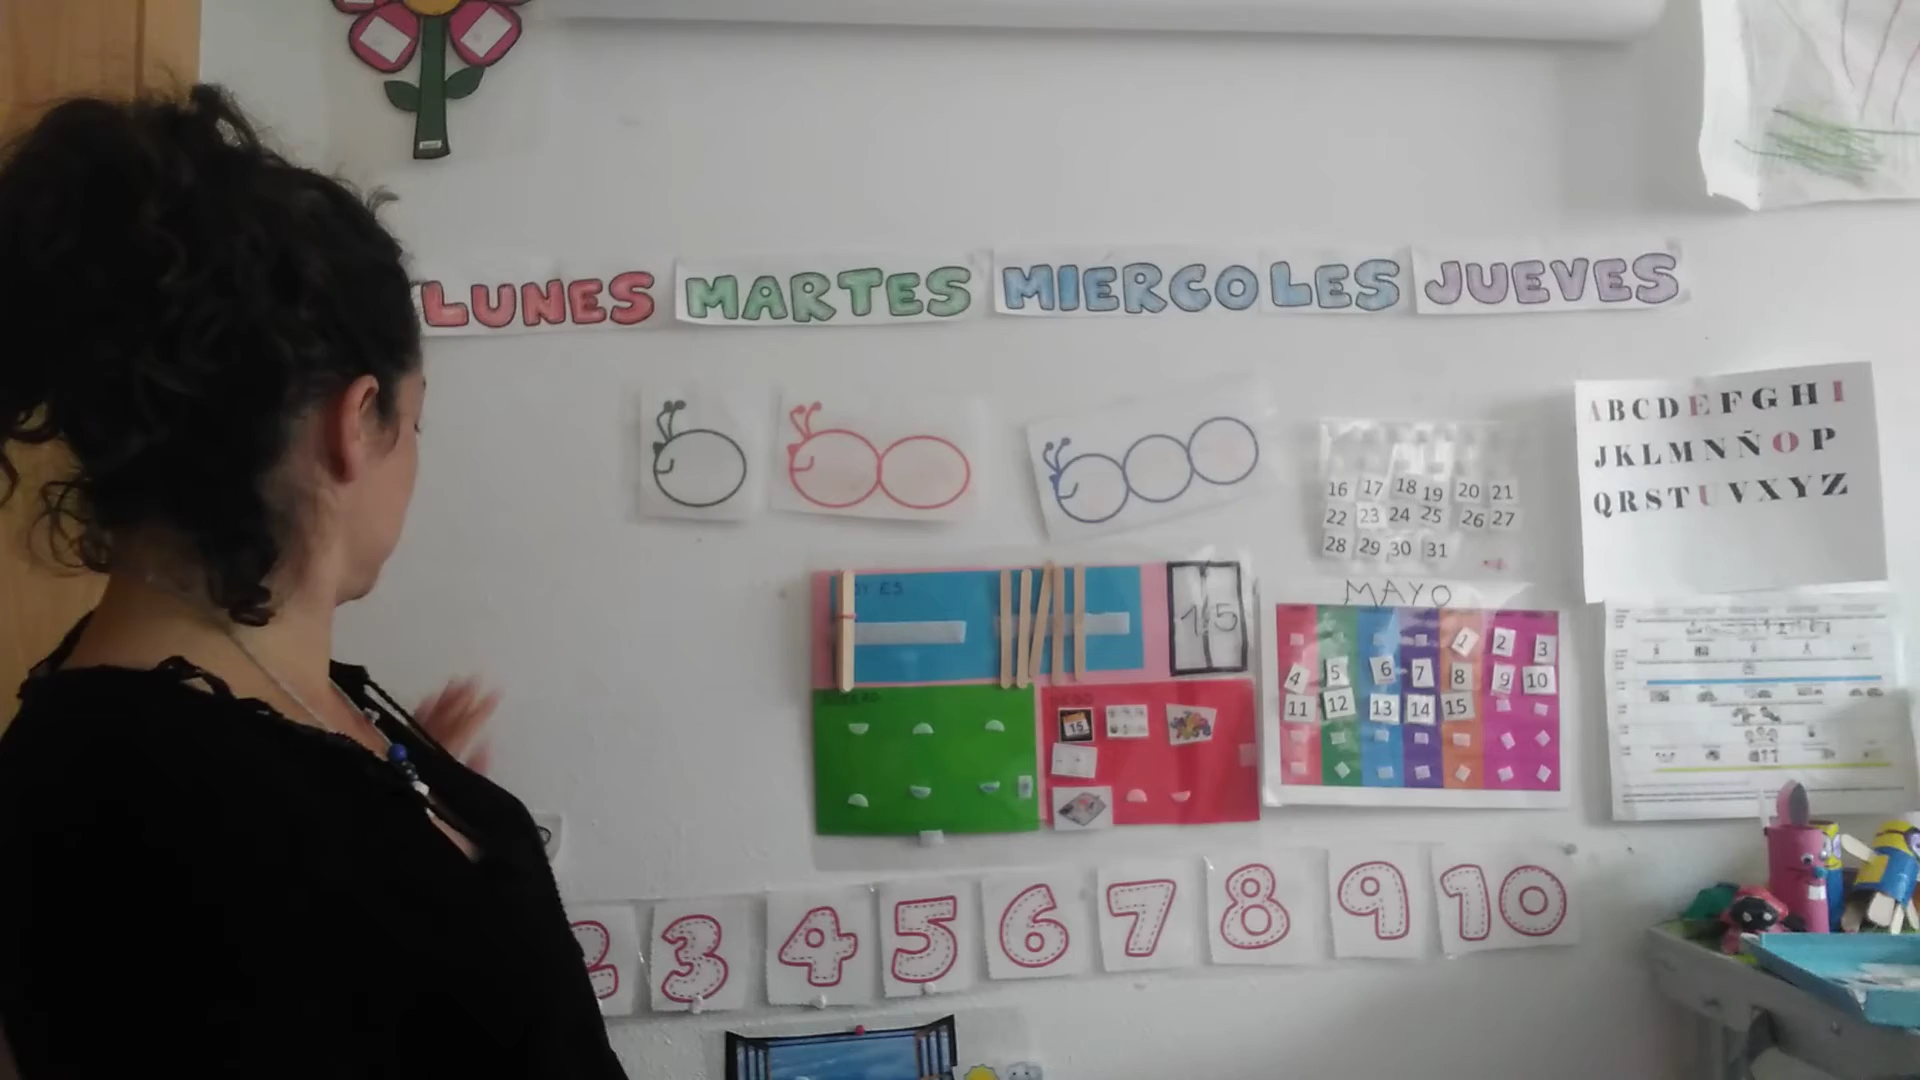 LUNES MARTES MIERCOLES JUEVES
ABCDEFGHI
JKLMNÑOP
QRSTUVXYZ
16 17 18 19 20 21
22 23 24 25 26 27
28 29 30 31
MAYO
ES
15
1 2 3
4 5 6 7 8 9 10
11 12 13 14 15
15
2 3 4 5 6 7 8 9 10